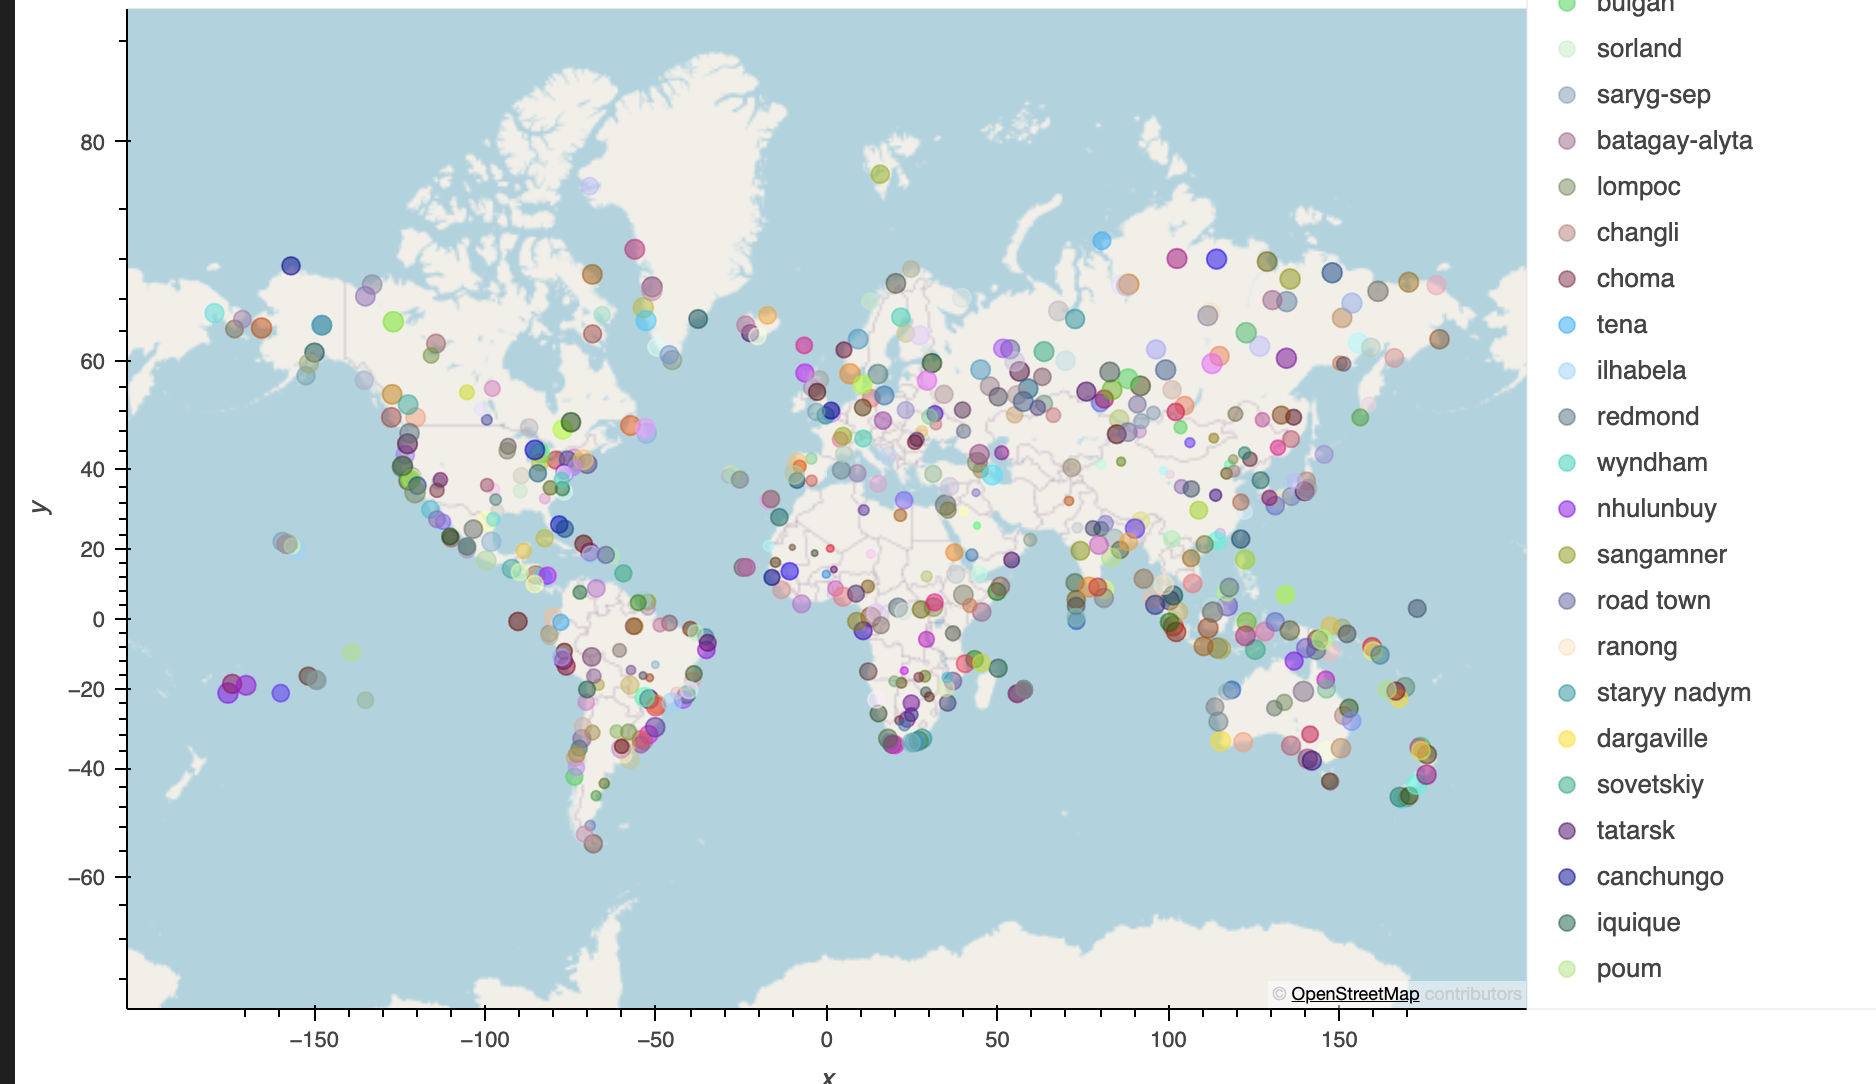 bulgan
sorland
saryg-sep
batagay-alyta
lompoc
changli
choma
tena
ilhabela
redmond
wyndham
nhulunbuy
sangamner
road town
ranong
staryy nadym
dargaville
sovetskiy
tatarsk
canchungo
iquique
poum
80
60
40
20
0
−20
−40
−60
y
−150
−100
−50
0
50
100
150
x
© OpenStreetMap contributors